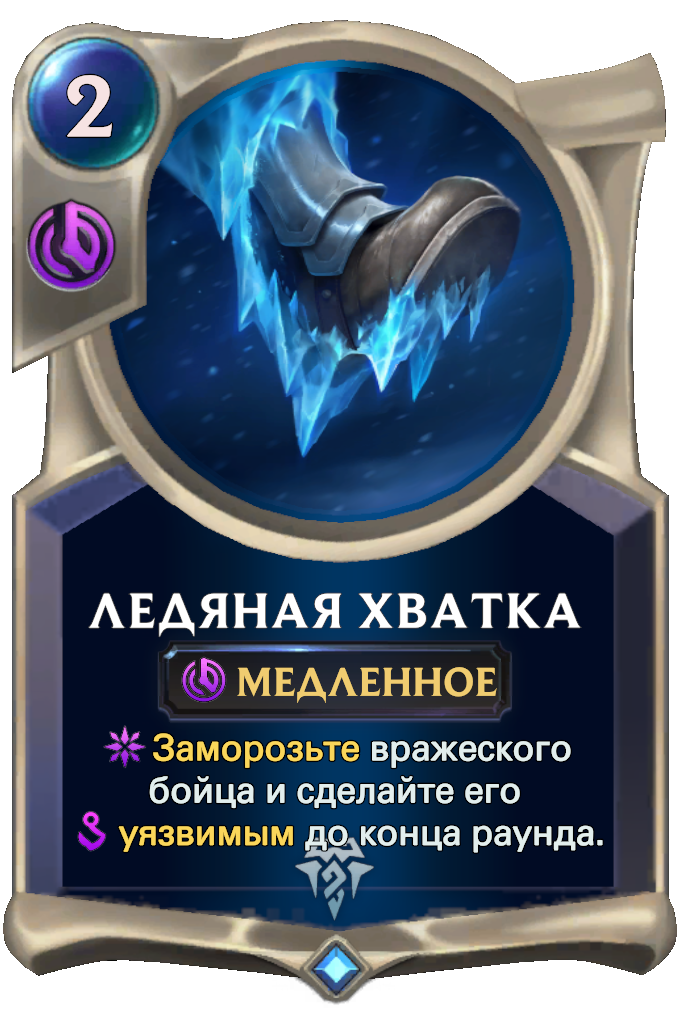 2
ЛЕДЯНАЯ ХВАТКА
МЕДЛЕННОЕ
Заморозьте вражеского
бойца и сделайте его
уязвимым до конца раунда.